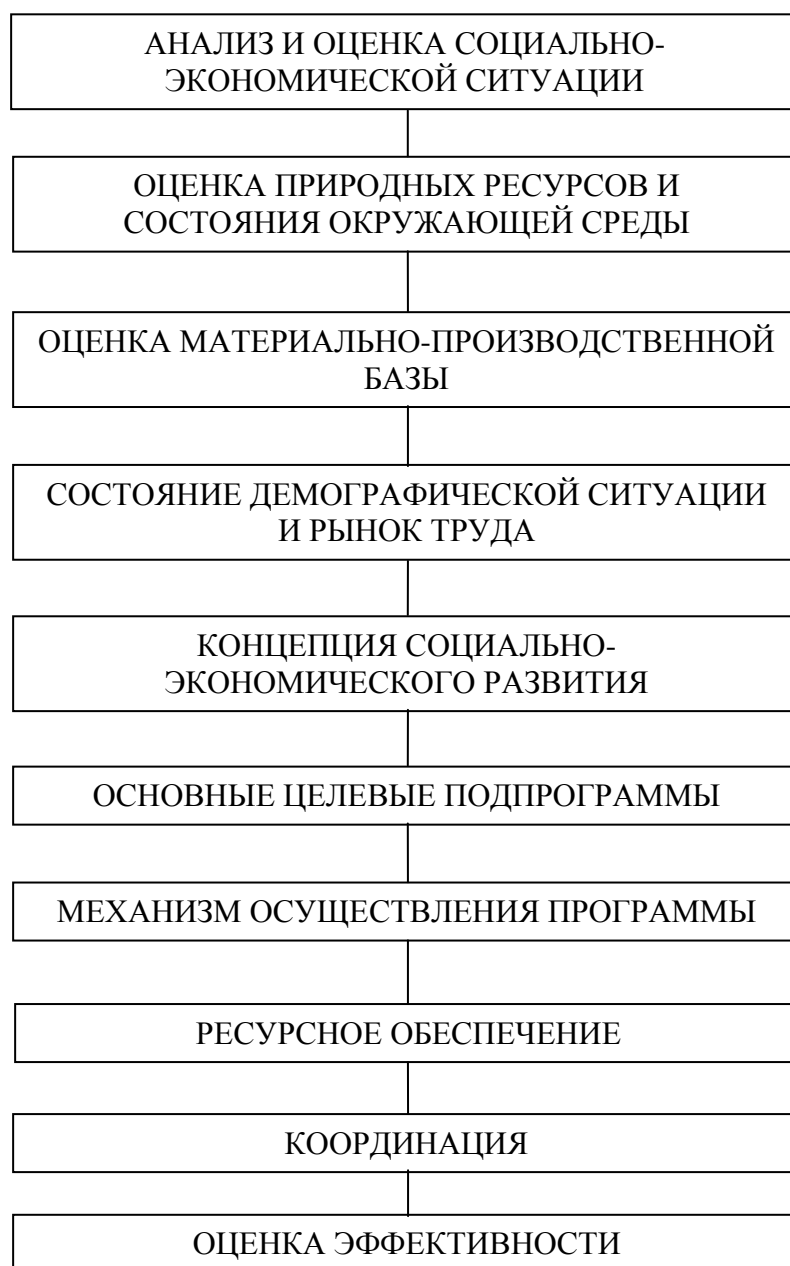 АНАЛИЗ И ОЦЕНКА СОЦИАЛЬНО-
ЭКОНОМИЧЕСКОЙ СИТУАЦИИ
ОЦЕНКА ПРИРОДНЫХ РЕСУРСОВ И
СОСТОЯНИЯ ОКРУЖАЮЩЕЙ СРЕДЫ
ОЦЕНКА МАТЕРИАЛЬНО-ПРОИЗВОДСТВЕННОЙ
БАЗЫ
СОСТОЯНИЕ ДЕМОГРАФИЧЕСКОЙ СИТУАЦИИ
И РЫНОК ТРУДА
КОНЦЕПЦИЯ СОЦИАЛЬНО-
ЭКОНОМИЧЕСКОГО РАЗВИТИЯ
ОСНОВНЫЕ ЦЕЛЕВЫЕ ПОДПРОГРАММЫ
МЕХАНИЗМ ОСУЩЕСТВЛЕНИЯ ПРОГРАММЫ
РЕСУРСНОЕ ОБЕСПЕЧЕНИЕ
КООРДИНАЦИЯ
ОЦЕНКА ЭФФЕКТИВНОСТИ